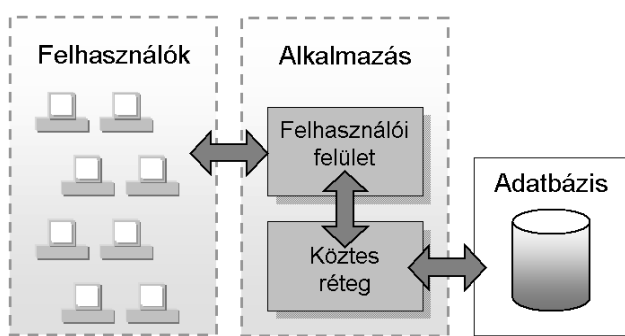 Felhasználók
Alkalmazás
Felhasználói
felület
Köztes
réteg
Adatbázis